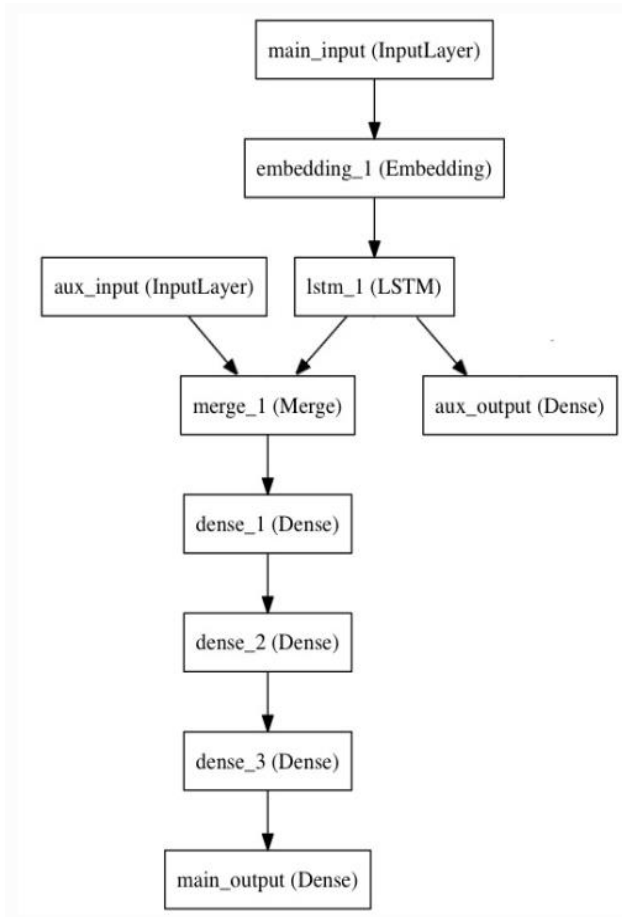 main_input (InputLayer)
embedding_1 (Embedding)
aux_input (InputLayer)
lstm_1 (LSTM)
merge_1 (Merge)
aux_output (Dense)
dense_1 (Dense)
dense_2 (Dense)
dense_3 (Dense)
main_output (Dense)